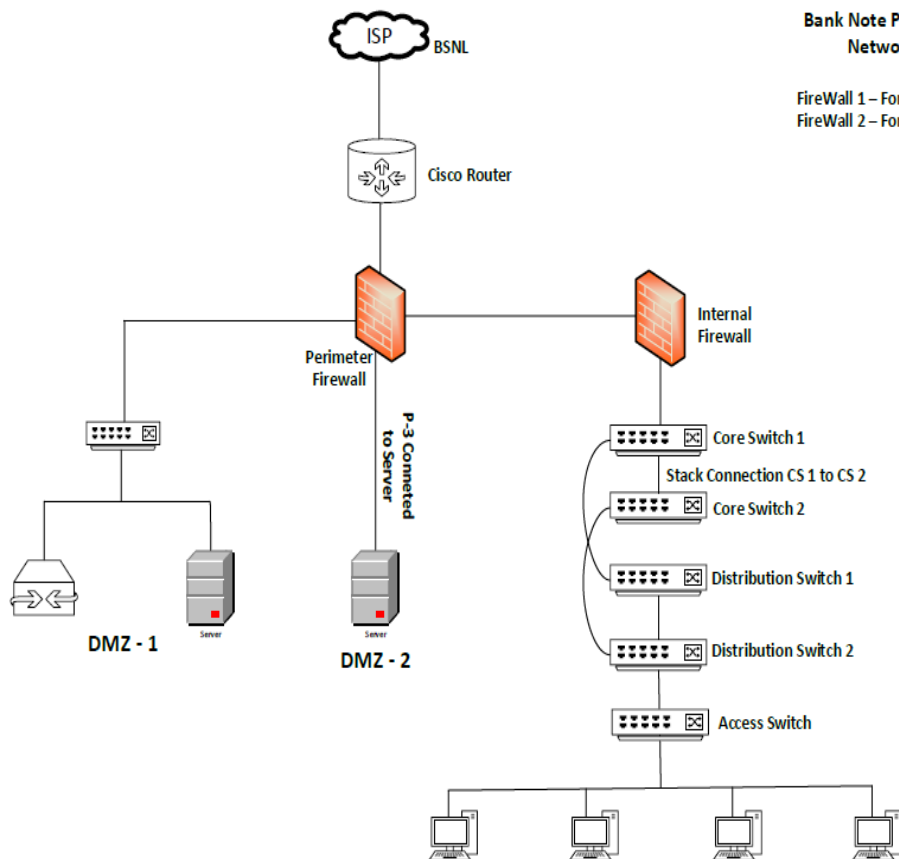 Bank Note P
Netwo
FireWall 1 – For
FireWall 2 – For
ISP
BSNL
Cisco Router
Perimeter
Firewall
Internal
Firewall
P-3 Conneted
to Server
Core Switch 1
Stack Connection CS 1 to CS 2
Core Switch 2
Distribution Switch 1
Distribution Switch 2
Access Switch
Server
DMZ - 1
Server
DMZ - 2